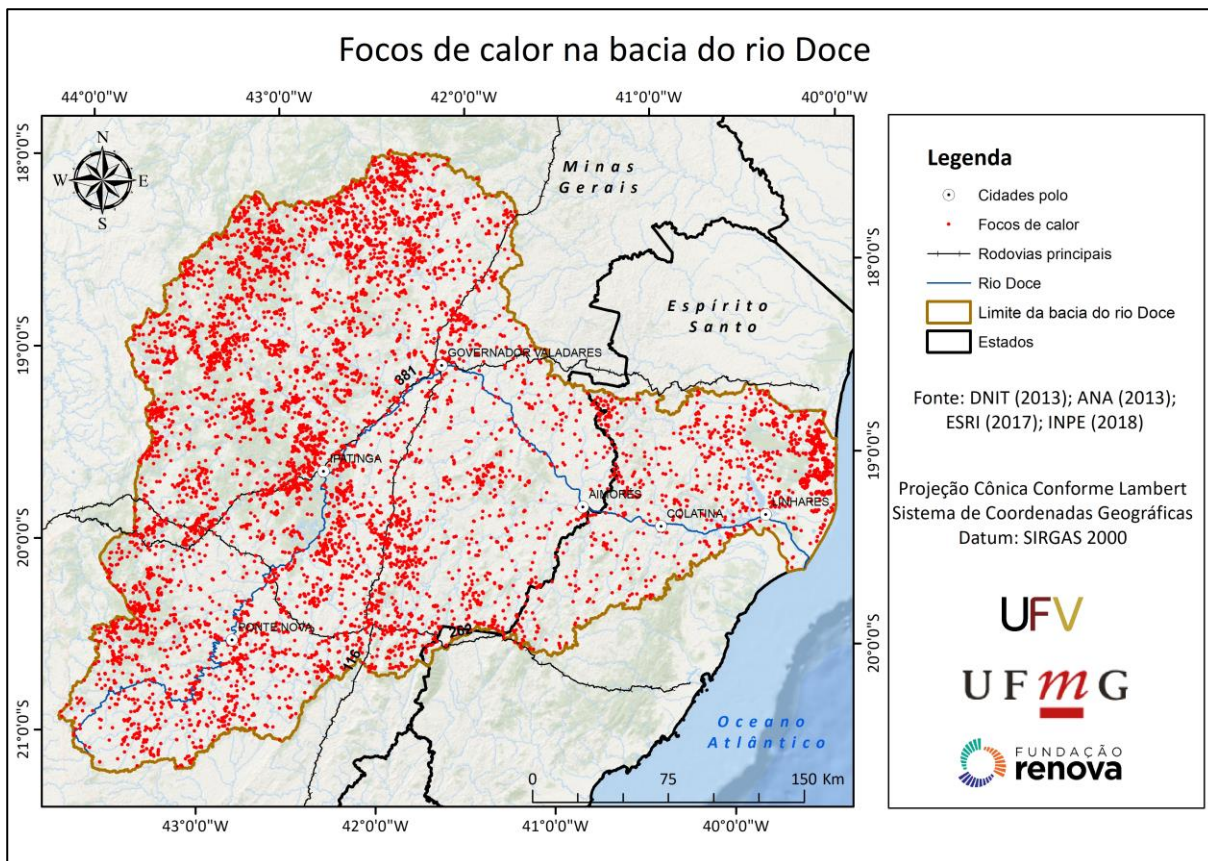 Focos de calor na bacia do rio Doce
44°0'0"W
43°0'0"W
42°0'0"W
41°0'0"W
40°0'0"W
18°0'0"S
19°0'0"S
20°0'0"S
21°0'0"S
N
W
E
S
Minas
Gerais
Espírito
Santo
GOVERNADOR VALADARES
381
IPATINGA
AIMORÉS
COLATINA
LINHARES
PONTE NOVA
262
116
Oceano
Atlântico
0 75 150 Km
18°0'0"S
19°0'0"S
20°0'0"S
43°0'0"W
42°0'0"W
41°0'0"W
40°0'0"W
Legenda
Cidades polo
Focos de calor
Rodovias principais
Rio Doce
Limite da bacia do rio Doce
Estados
Fonte: DNIT (2013); ANA (2013);
ESRI (2017); INPE (2018)
Projeção Cônica Conforme Lambert
Sistema de Coordenadas Geográficas
Datum: SIRGAS 2000
UFV
UFmG
FUNDAÇÃO
renova